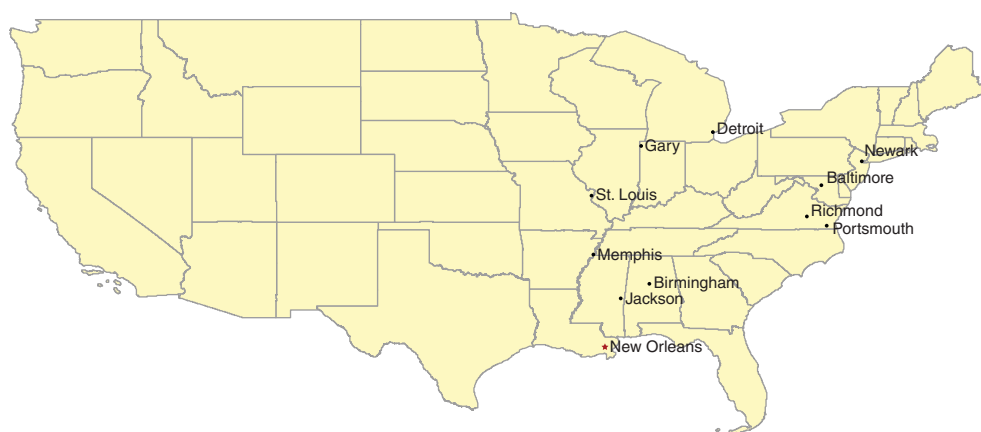 Detroit
Gary
Newark
Baltimore
St. Louis
Richmond
Portsmouth
Memphis
Birmingham
Jackson
New Orleans